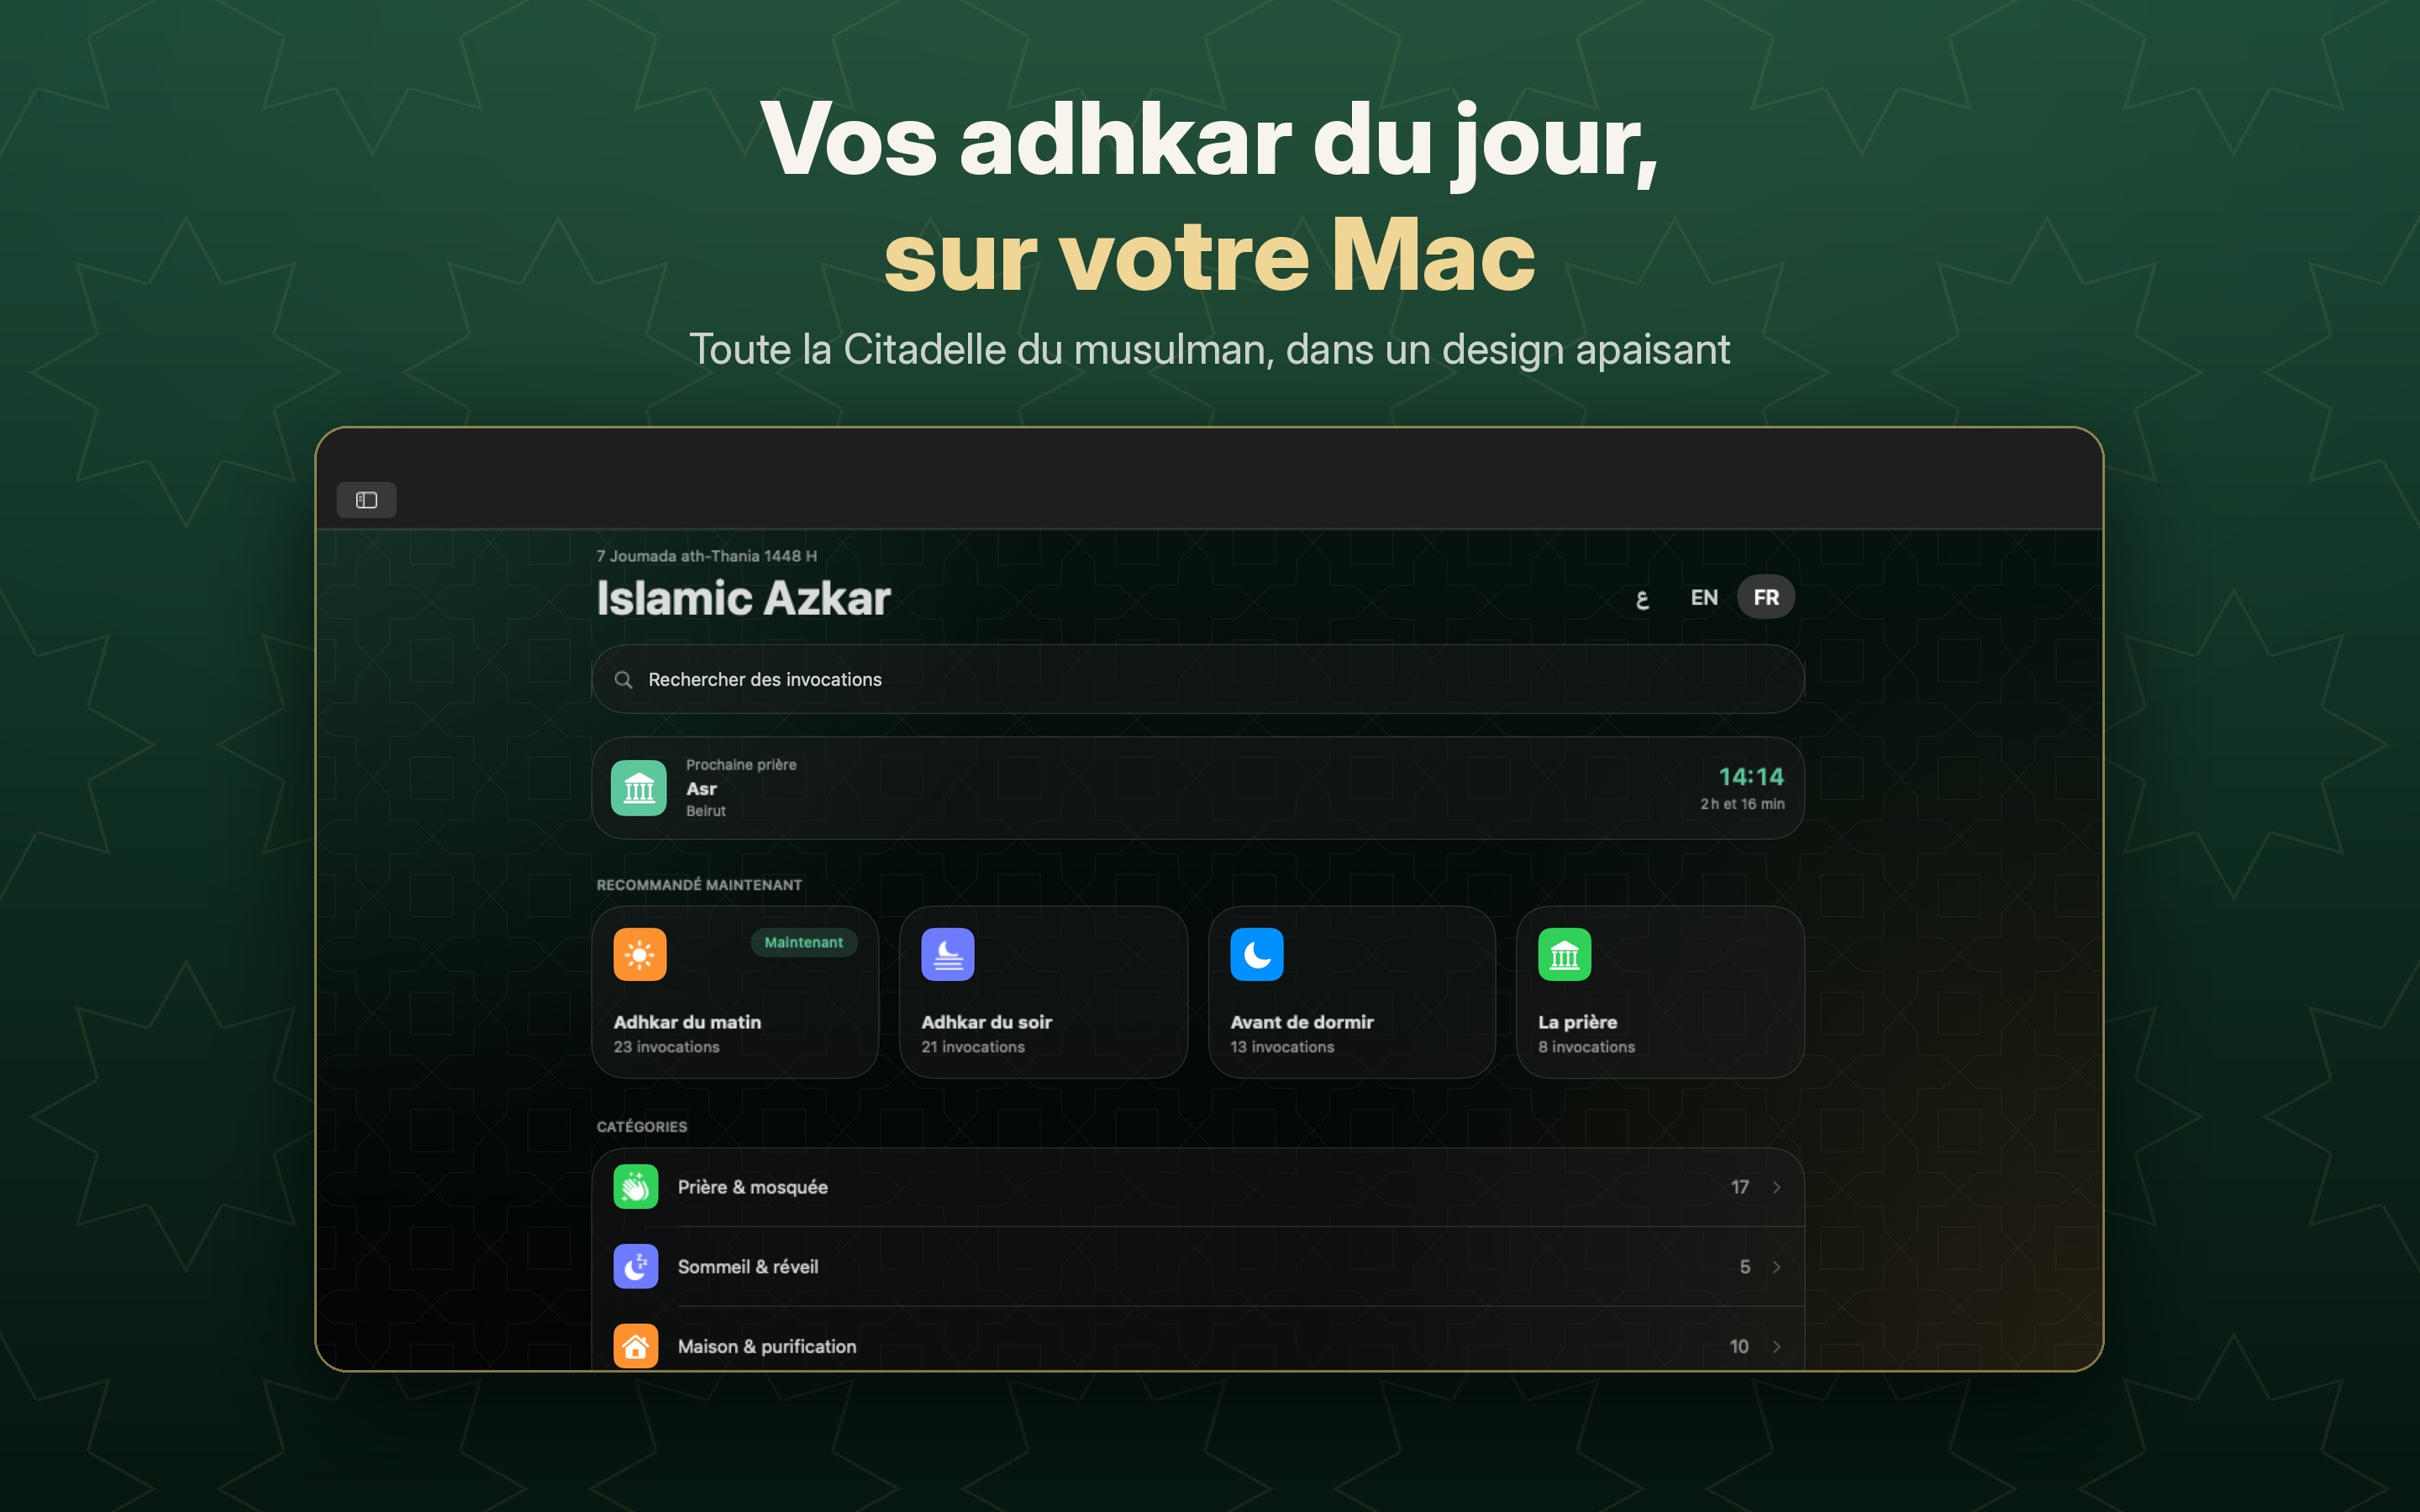 Vos adhkar du jour,
sur votre Mac
Toute la Citadelle du musulman, dans un design apaisant
7 Joumada ath-Thania 1448 H
Islamic Azkar
ع EN FR
Rechercher des invocations
Prochaine prière
Asr
Beirut
14:14
2 h et 16 min
RECOMMANDÉ MAINTENANT
Maintenant
Adhkar du matin
23 invocations
Adhkar du soir
21 invocations
Avant de dormir
13 invocations
La prière
8 invocations
CATÉGORIES
Prière & mosquée 17
Sommeil & réveil 5
Maison & purification 10